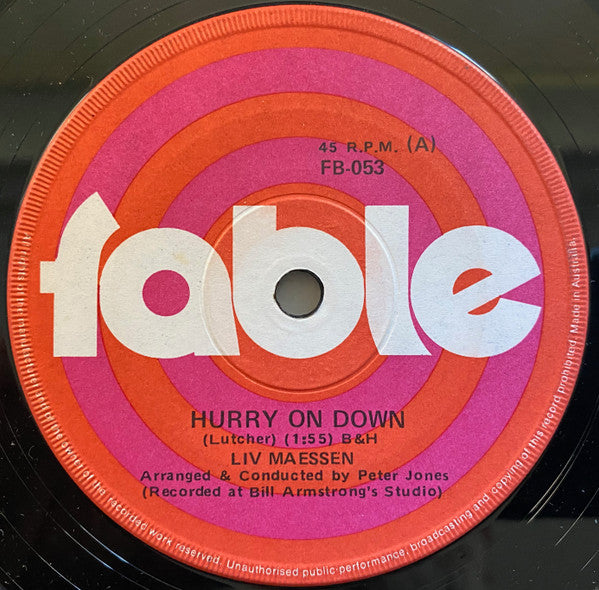 45 R.P.M. (A)
FB-053
fable
HURRY ON DOWN
(Lutcher) (1:55) B&H
LIV MAESSEN
Arranged & Conducted by Peter Jones
(Recorded at Bill Armstrong's Studio)
of the recorded work reserved. Unauthorised public performance, broadcasting and copying of this record prohibited. Made in Australia